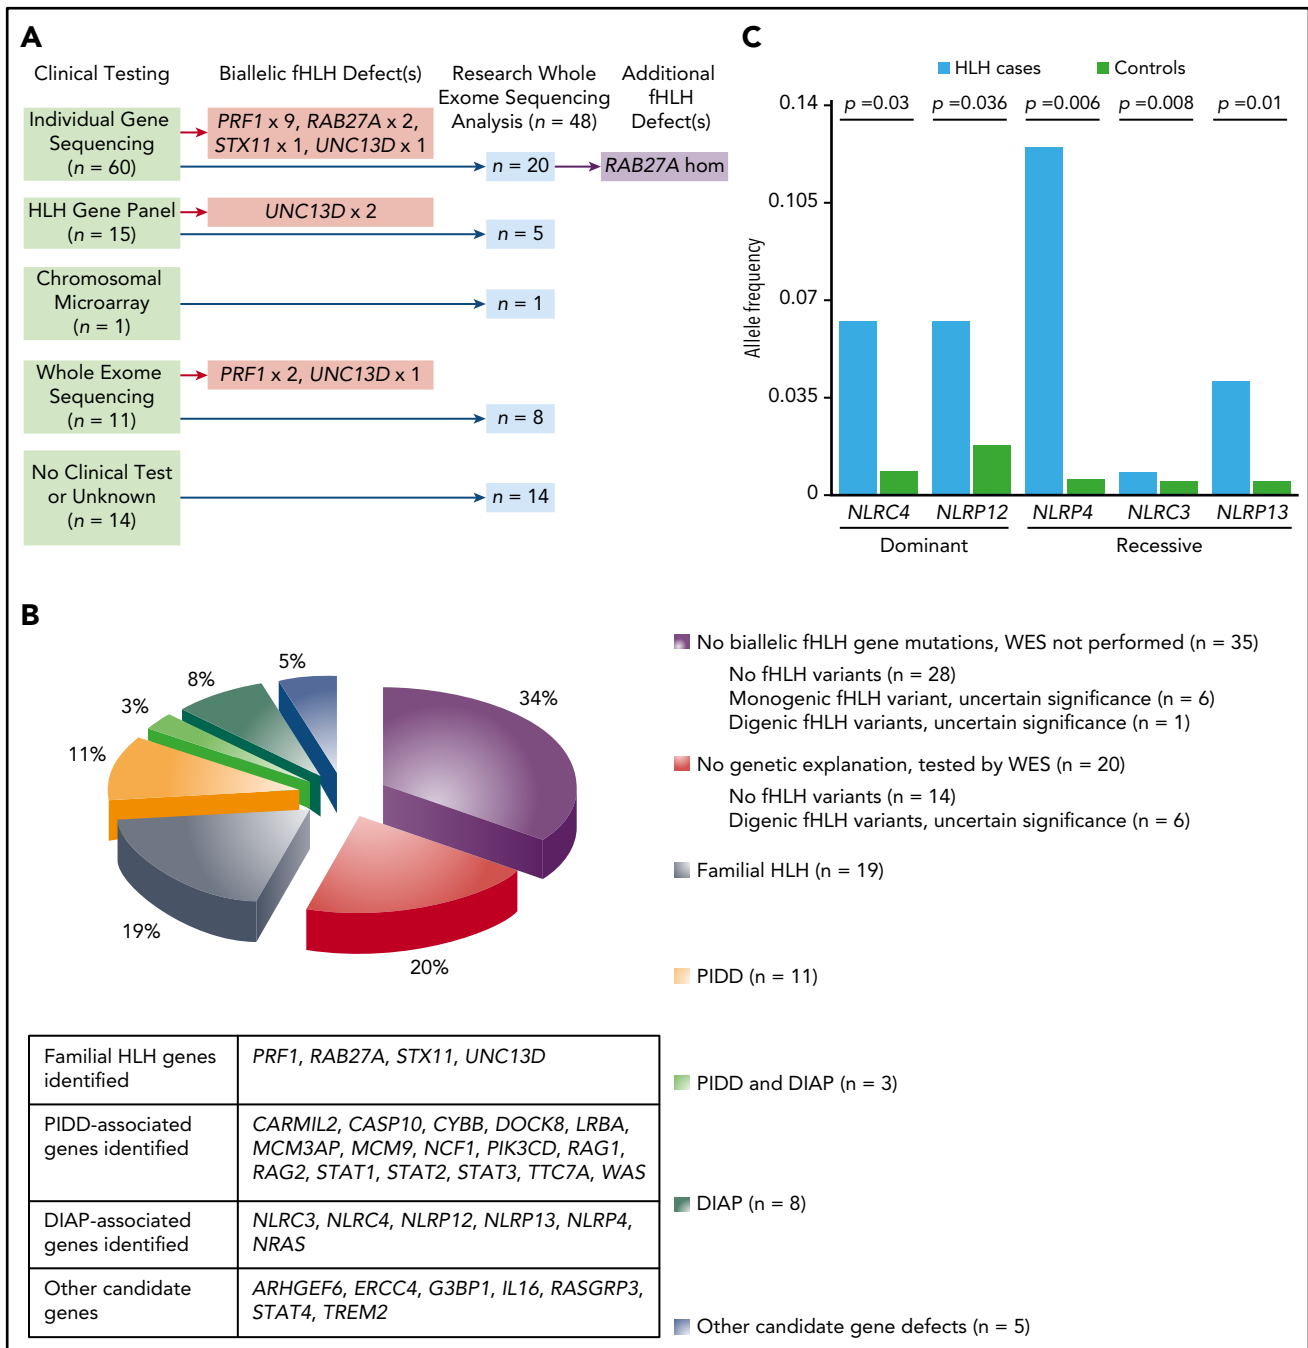 A
Clinical Testing
Biallelic fHLH Defect(s)
Research Whole
Exome Sequencing
Analysis (n = 48)
Additional
fHLH
Defect(s)
Individual Gene
Sequencing
(n = 60)
PRF1 x 9, RAB27A x 2,
STX11 x 1, UNC13D x 1
n = 20
RAB27A hom
HLH Gene Panel
(n = 15)
UNC13D x 2
n = 5
Chromosomal
Microarray
(n = 1)
n = 1
Whole Exome
Sequencing
(n = 11)
PRF1 x 2, UNC13D x 1
n = 8
No Clinical Test
or Unknown
(n = 14)
n = 14
C
HLH cases
Controls
p =0.03
p =0.036
p =0.006
p =0.008
p =0.01
Allele frequency
0.14
0.105
0.07
0.035
0
NLRC4
NLRP12
NLRP4
NLRC3
NLRP13
Dominant
Recessive
B
34%
20%
19%
11%
3%
8%
5%
No biallelic fHLH gene mutations, WES not performed (n = 35)
No fHLH variants (n = 28)
Monogenic fHLH variant, uncertain significance (n = 6)
Digenic fHLH variants, uncertain significance (n = 1)
No genetic explanation, tested by WES (n = 20)
No fHLH variants (n = 14)
Digenic fHLH variants, uncertain significance (n = 6)
Familial HLH (n = 19)
PIDD (n = 11)
PIDD and DIAP (n = 3)
DIAP (n = 8)
Other candidate gene defects (n = 5)
Familial HLH genes
identified
PRF1, RAB27A, STX11, UNC13D
PIDD-associated
genes identified
CARMIL2, CASP10, CYBB, DOCK8, LRBA,
MCM3AP, MCM9, NCF1, PIK3CD, RAG1,
RAG2, STAT1, STAT2, STAT3, TTC7A, WAS
DIAP-associated
genes identified
NLRC3, NLRC4, NLRP12, NLRP13, NLRP4,
NRAS
Other candidate
genes
ARHGEF6, ERCC4, G3BP1, IL16, RASGRP3,
STAT4, TREM2